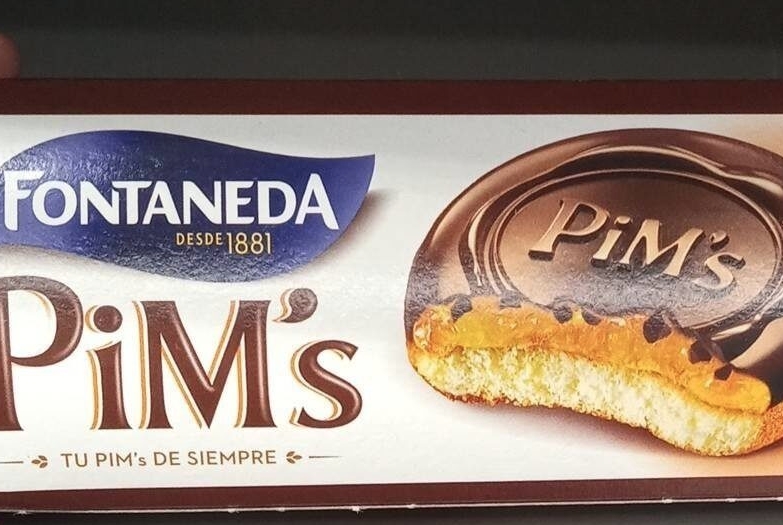 FONTANEDA
DESDE 1881
PiM's
TU PIM's DE SIEMPRE
PiM's